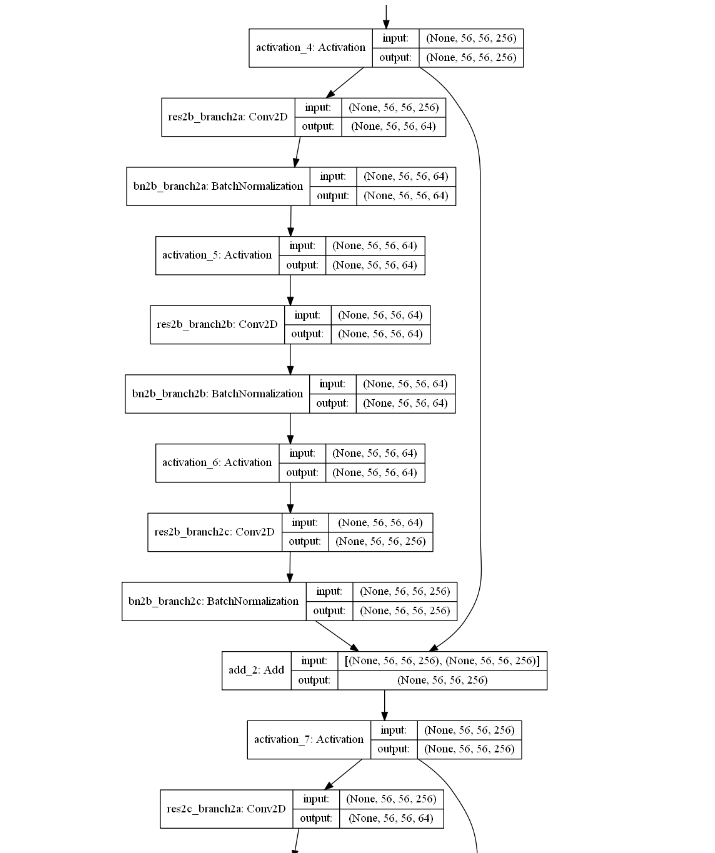 activation_4: Activation
input: (None, 56, 56, 256)
output: (None, 56, 56, 256)
res2b_branch2a: Conv2D
input: (None, 56, 56, 256)
output: (None, 56, 56, 64)
bn2b_branch2a: BatchNormalization
input: (None, 56, 56, 64)
output: (None, 56, 56, 64)
activation_5: Activation
input: (None, 56, 56, 64)
output: (None, 56, 56, 64)
res2b_branch2b: Conv2D
input: (None, 56, 56, 64)
output: (None, 56, 56, 64)
bn2b_branch2b: BatchNormalization
input: (None, 56, 56, 64)
output: (None, 56, 56, 64)
activation_6: Activation
input: (None, 56, 56, 64)
output: (None, 56, 56, 64)
res2b_branch2c: Conv2D
input: (None, 56, 56, 64)
output: (None, 56, 56, 256)
bn2b_branch2c: BatchNormalization
input: (None, 56, 56, 256)
output: (None, 56, 56, 256)
add_2: Add
input: [(None, 56, 56, 256), (None, 56, 56, 256)]
output: (None, 56, 56, 256)
activation_7: Activation
input: (None, 56, 56, 256)
output: (None, 56, 56, 256)
res2c_branch2a: Conv2D
input: (None, 56, 56, 256)
output: (None, 56, 56, 64)